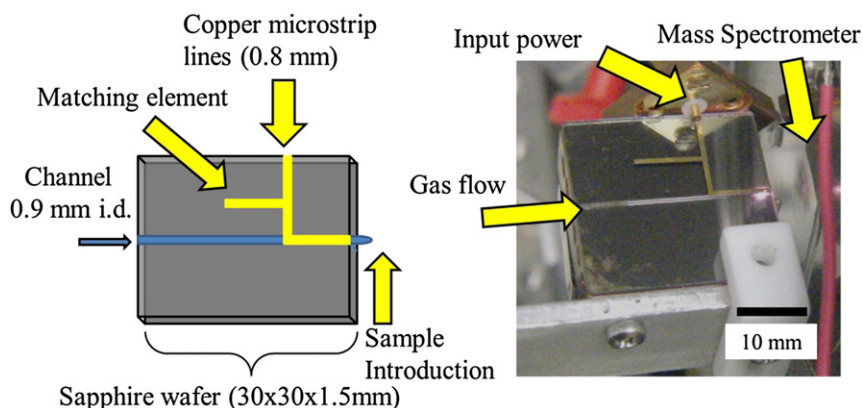 Copper microstrip
lines (0.8 mm)
Matching element
Channel
0.9 mm i.d.
Sample
Introduction
Sapphire wafer (30x30x1.5mm)
Input power
Mass Spectrometer
Gas flow
10 mm